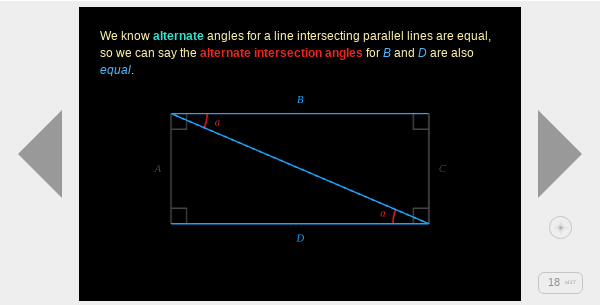 We know alternate angles for a line intersecting parallel lines are equal,
so we can say the alternate intersection angles for B and D are also
equal.
B
a
A
C
a
D
18